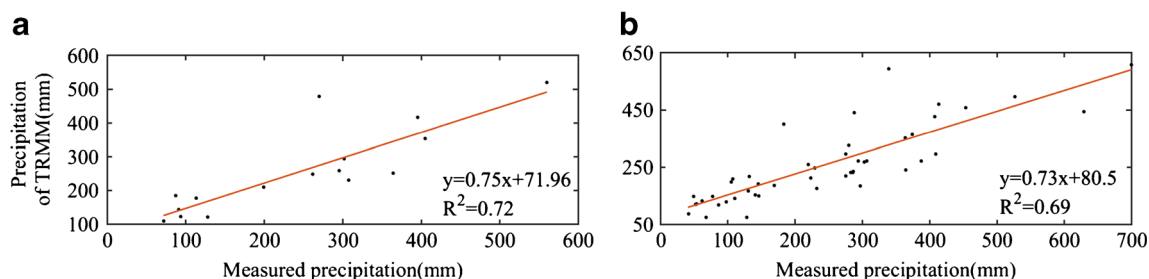 a
Precipitation
of TRMM(mm)
600
500
400
300
200
100
0
100
200
300
400
500
600
y=0.75x+71.96
R²=0.72
Measured precipitation(mm)
b
650
450
250
50
0
100
200
300
400
500
600
700
y=0.73x+80.5
R²=0.69
Measured precipitation(mm)